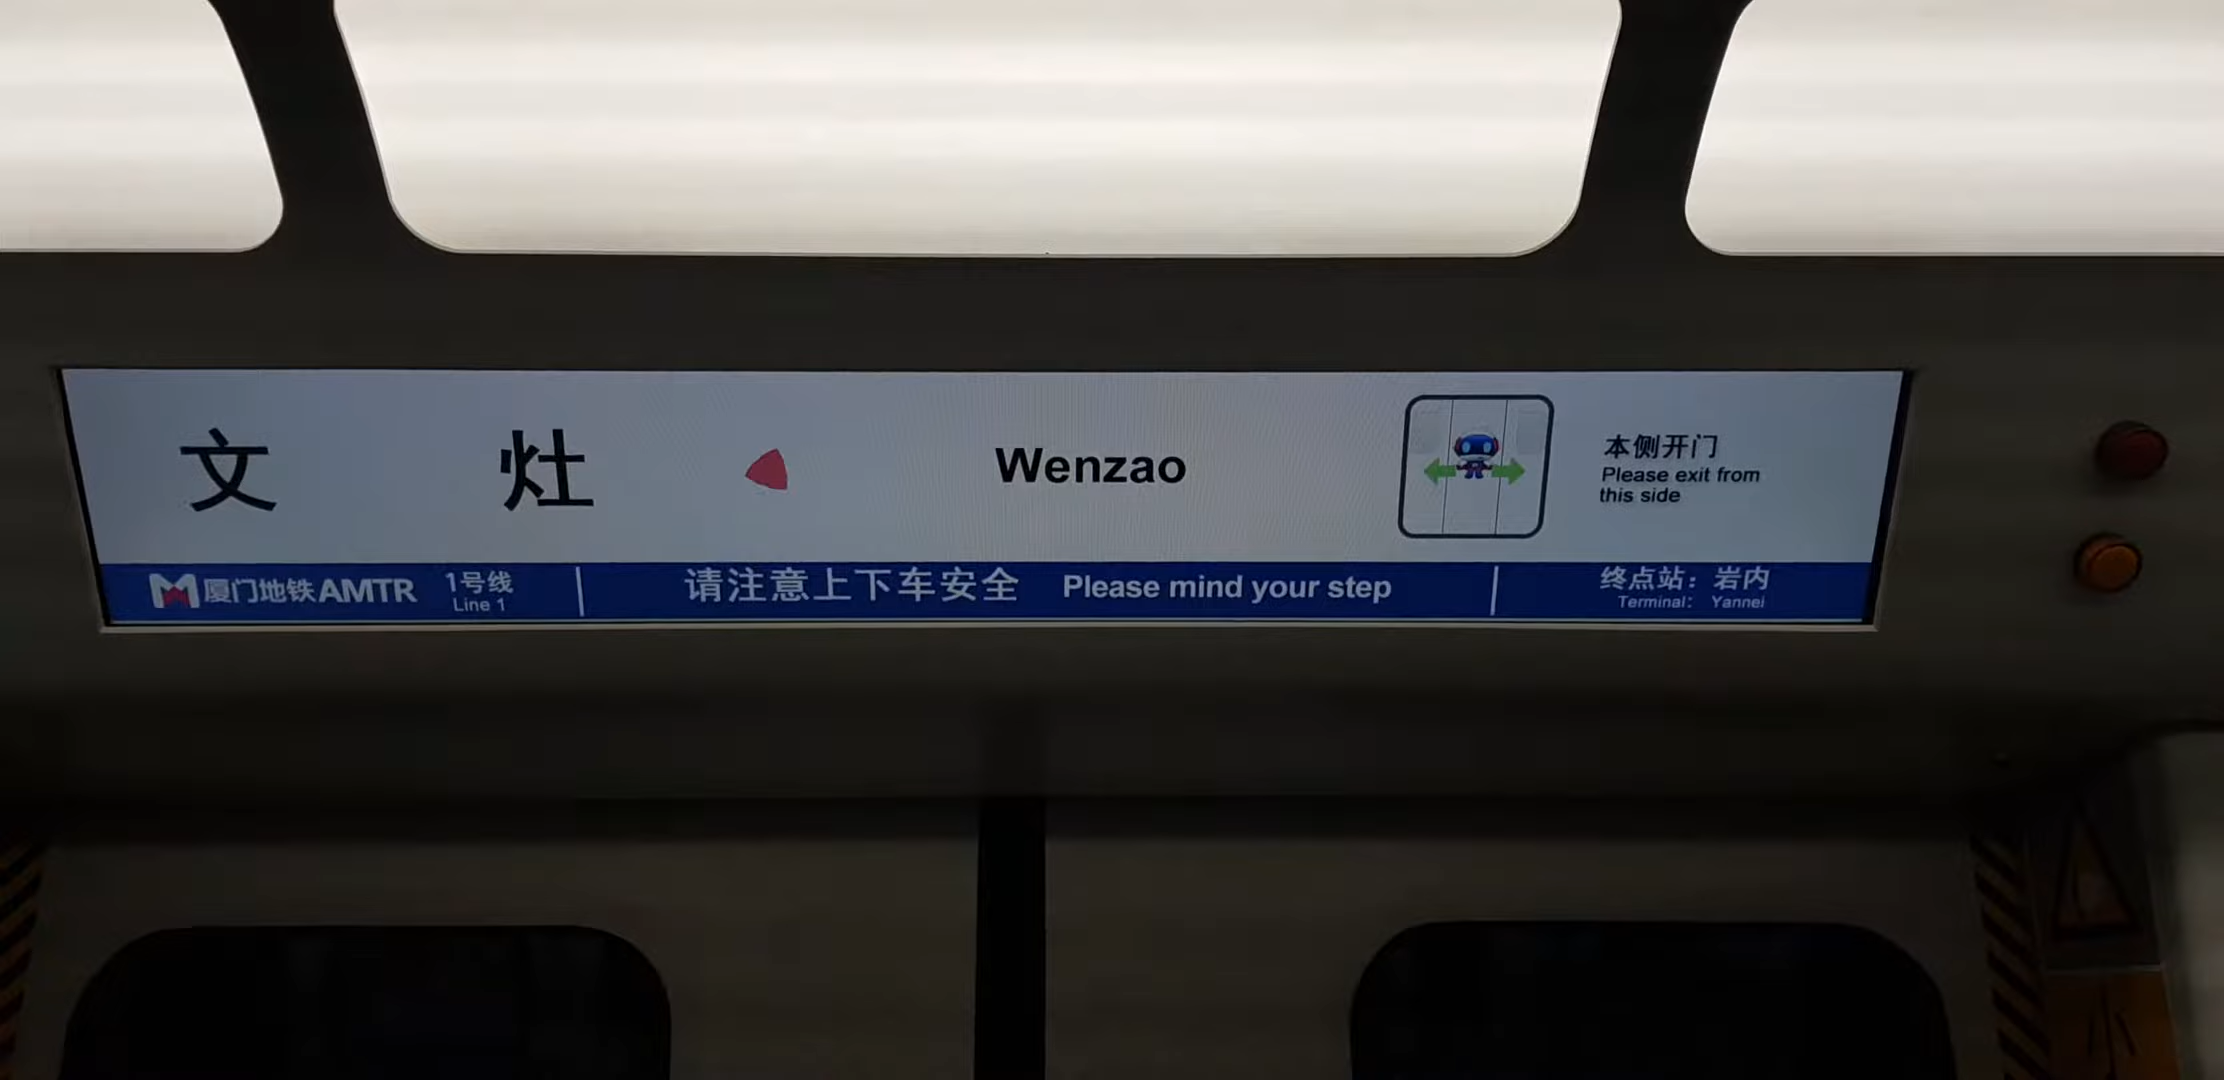 文灶
Wenzao
本侧开门
Please exit from
this side
厦门地铁AMTR
1号线
Line 1
请注意上下车安全 Please mind your step
终点站：岩内
Terminal: Yannei